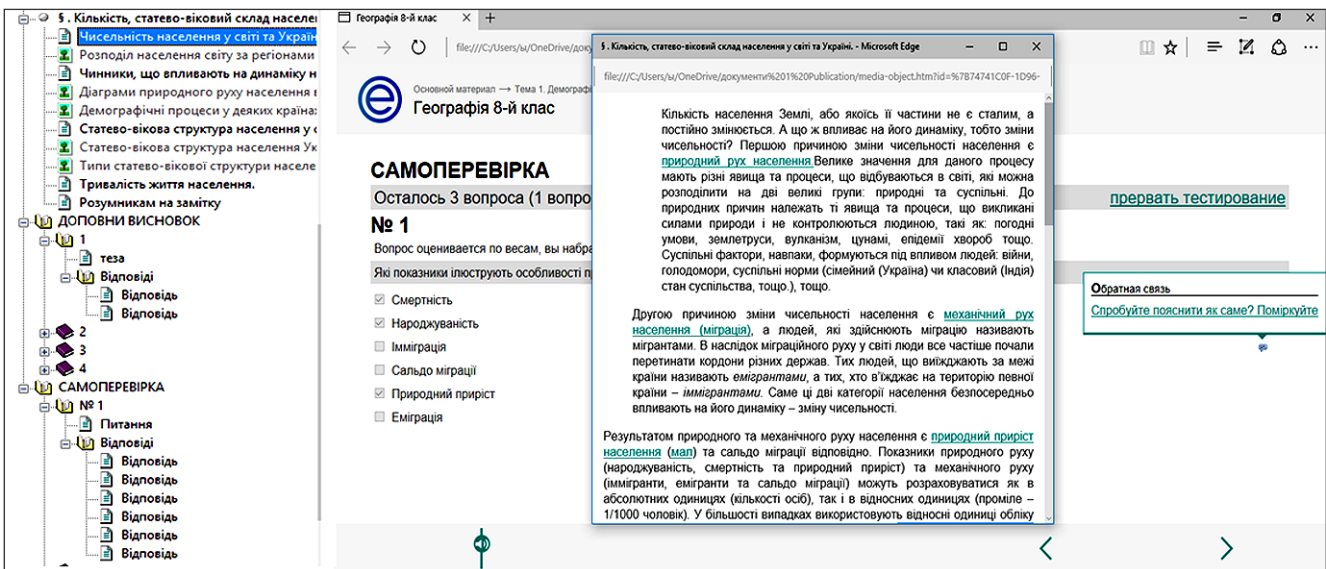 § . Кількість, статево-віковий склад населе
Чисельність населення у світі та Україн
Розподіл населення світу за регіонами
Чинники, що впливають на динаміку н
Діаграми природного руху населення в
Демографічні процеси у деяких країна
Статево-вікова структура населення у с
Статево-вікова структура населення Ук
Типи статево-вікової структури населе
Тривалість життя населення.
Розумникам на замітку
ДОПОВНИ ВИСНОВОК
1
теза
Відповіді
Відповідь
Відповідь
2
3
4
САМОПЕРЕВІРКА
№ 1
Питання
Відповіді
Відповідь
Відповідь
Відповідь
Відповідь
Відповідь
Відповідь
Географія 8-й клас
file:///C:/Users/ы/OneDrive/доку
Основной материал → Тема 1. Демографі
Географія 8-й клас
САМОПЕРЕВІРКА
Осталось 3 вопроса (1 вопро
прервать тестирование
№ 1
Вопрос оценивается по весам, вы набра
Які показники ілюструють особливості п
Смертність
Народжуваність
Імміграція
Сальдо міграції
Природний приріст
Еміграція
§ . Кількість, статево-віковий склад населення у світі та Україні. - Microsoft Edge
file:///C:/Users/ы/OneDrive/документи%201%20Publication/media-object.htm?id=%7B74741C0F-1D96-
Кількість населення Землі, або якоїсь її частини не є сталим, а
постійно змінюється. А що ж впливає на його динаміку, тобто зміни
чисельності? Першою причиною зміни чисельності населення є
природний рух населення.Велике значення для даного процесу
мають різні явища та процеси, що відбуваються в світі, які можна
розподілити на дві великі групи: природні та суспільні. До
природних причин належать ті явища та процеси, що викликані
силами природи і не контролюються людиною, такі як: погодні
умови, землетруси, вулканізм, цунамі, епідемії хвороб тощо.
Суспільні фактори, навпаки, формуються під впливом людей: війни,
голодомори, суспільні норми (сімейний (Україна) чи класовий (Індія)
стан суспільства, тощо.), тощо.
Другою причиною зміни чисельності населення є механічний рух
населення (міграція), а людей, які здійснюють міграцію називають
мігрантами. В наслідок міграційного руху у світі люди все частіше почали
перетинати кордони різних держав. Тих людей, що виїжджають за межі
країни називають емігрантами, а тих, хто в'їжджає на територію певної
країни – іммігрантами. Саме ці дві категорії населення безпосередньо
впливають на його динаміку – зміну чисельності.
Результатом природного та механічного руху населення є природний приріст
населення (мал) та сальдо міграції відповідно. Показники природного руху
(народжуваність, смертність та природний приріст) та механічного руху
(іммігранти, емігранти та сальдо міграції) можуть розраховуватися як в
абсолютних одиницях (кількості осіб), так і в відносних одиницях (проміле –
1/1000 чоловік). У більшості випадках використовують відносні одиниці обліку
Обратная связь
Спробуйте пояснити як саме? Поміркуйте